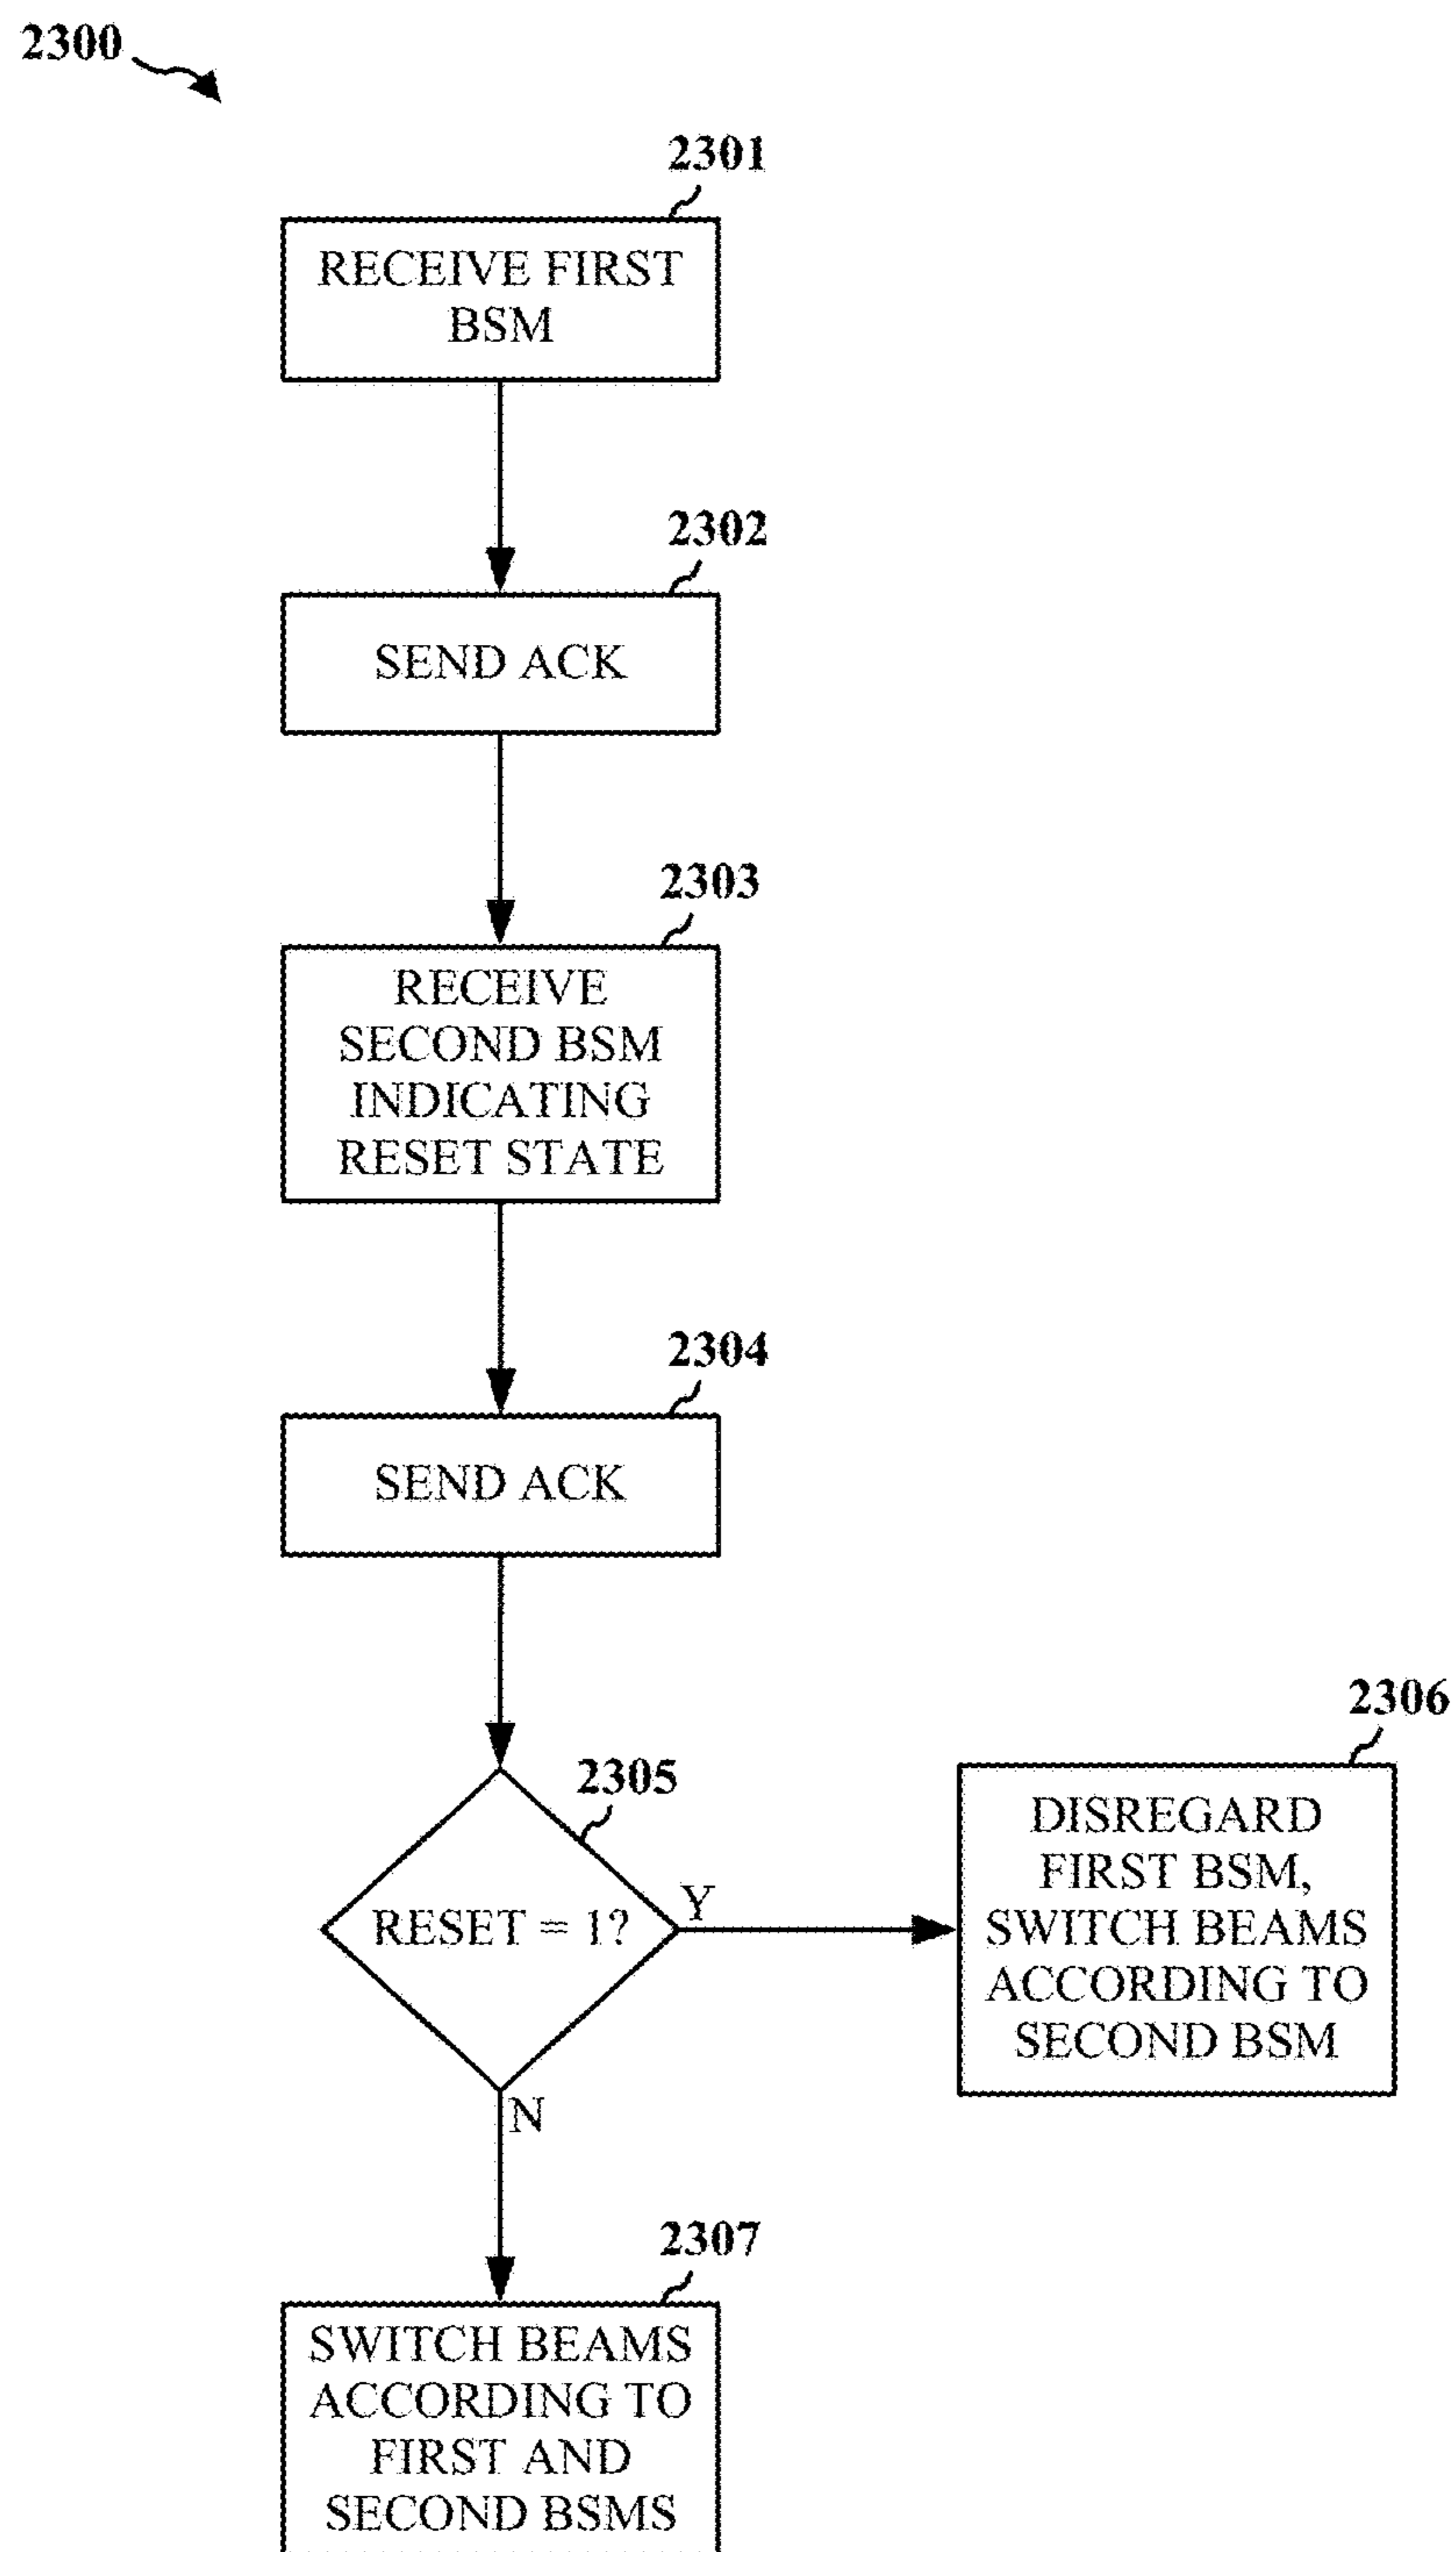 2300
2301
RECEIVE FIRST
BSM
2302
SEND ACK
2303
RECEIVE
SECOND BSM
INDICATING
RESET STATE
2304
SEND ACK
2305
RESET = 1?
Y
2306
DISREGARD
FIRST BSM,
SWITCH BEAMS
ACCORDING TO
SECOND BSM
N
2307
SWITCH BEAMS
ACCORDING TO
FIRST AND
SECOND BSMS